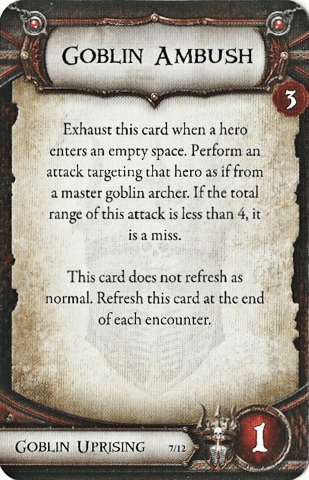 Goblin Ambush
3
Exhaust this card when a hero
enters an empty space. Perform an
attack targeting that hero as if from
a master goblin archer. If the total
range of this attack is less than 4, it
is a miss.
This card does not refresh as
normal. Refresh this card at the end
of each encounter.
Goblin Uprising
7/12
1